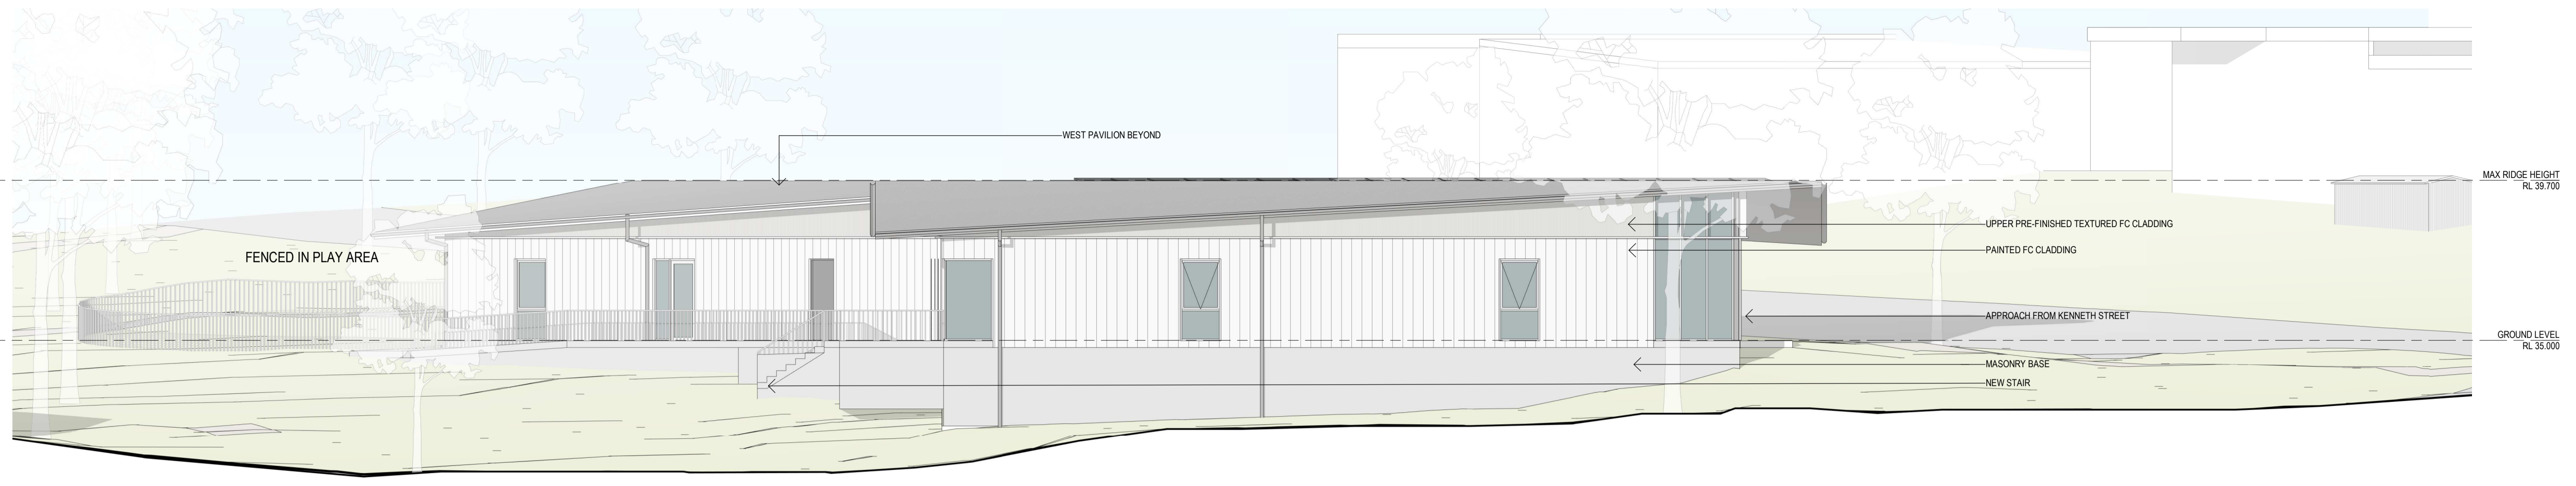 WEST PAVILION BEYOND
MAX RIDGE HEIGHT
RL 39.700
UPPER PRE-FINISHED TEXTURED FC CLADDING
PAINTED FC CLADDING
FENCED IN PLAY AREA
APPROACH FROM KENNETH STREET
GROUND LEVEL
RL 35.000
MASONRY BASE
NEW STAIR